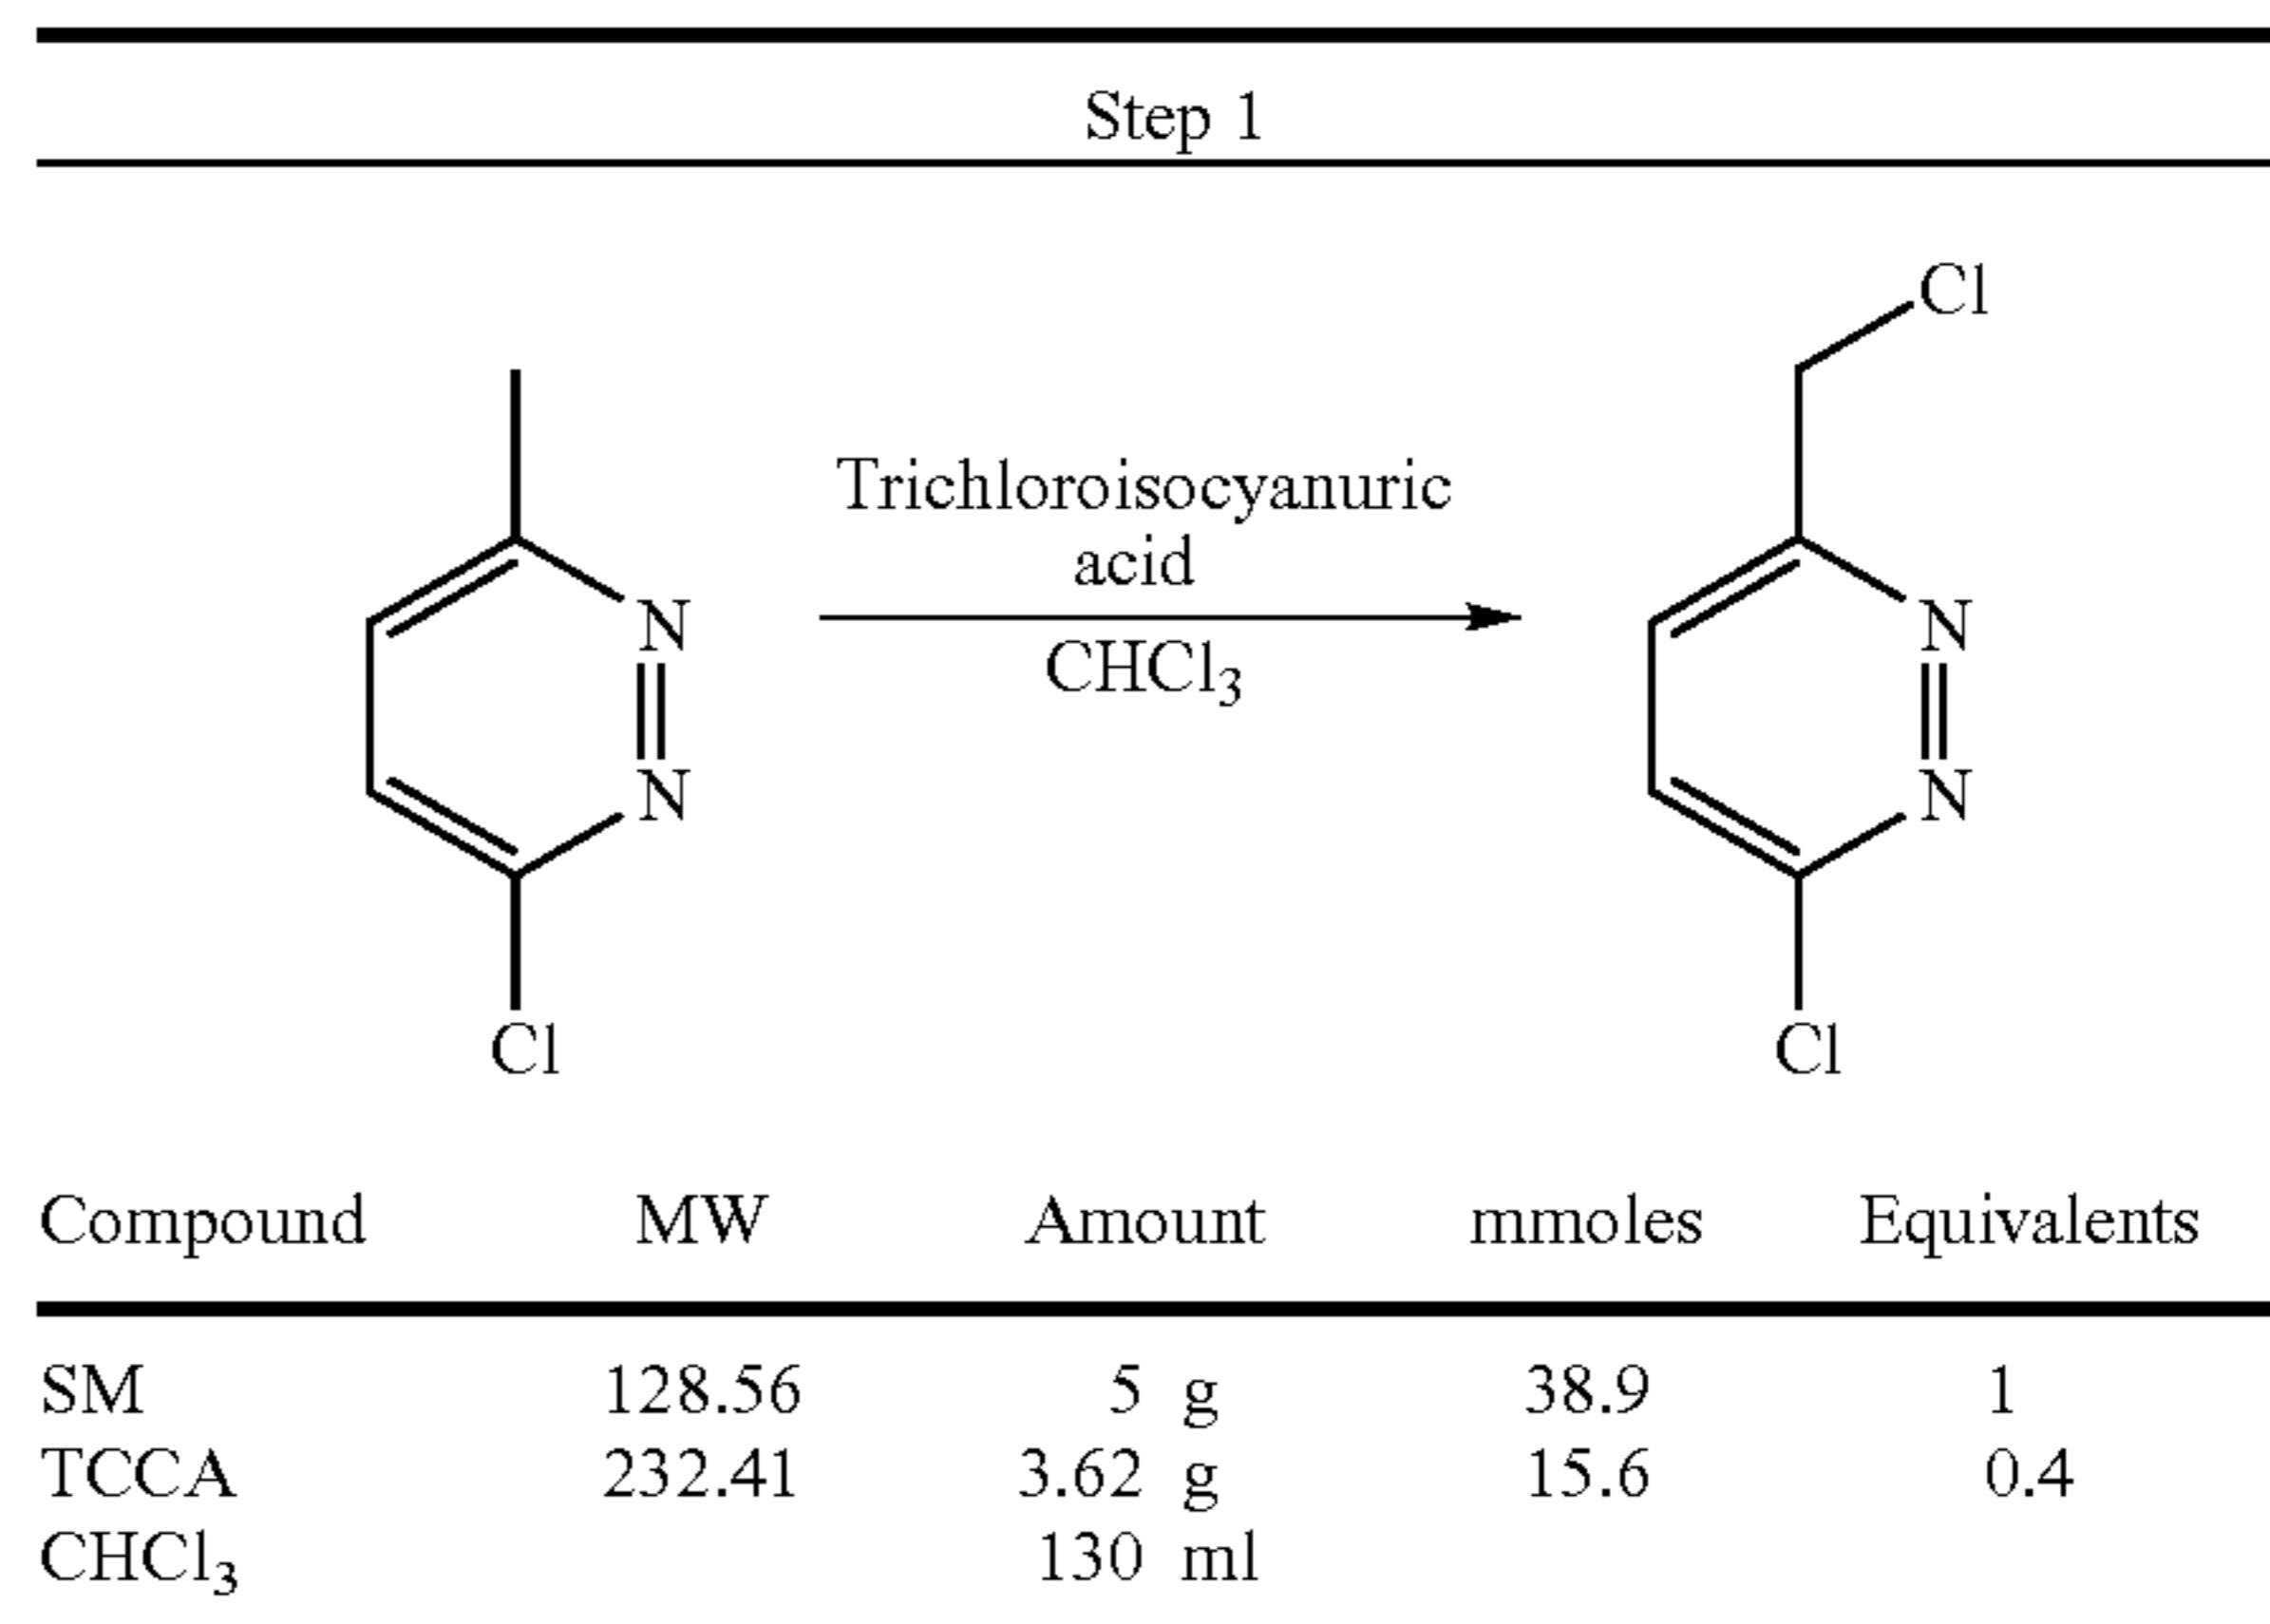 Step 1
Cl
Trichloroisocyanuric
acid
CHCl₃
N
N
Cl
N
N
Cl
Compound MW Amount mmoles Equivalents
SM 128.56 5 g 38.9 1
TCCA 232.41 3.62 g 15.6 0.4
CHCl₃ 130 ml